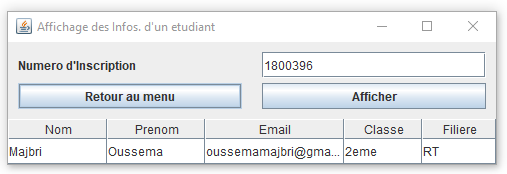 Affichage des Infos. d'un etudiant
Numero d'Inscription 1800396
Retour au menu Afficher
Nom Prenom Email Classe Filiere
Majbri Oussema oussemamajbri@gma... 2eme RT